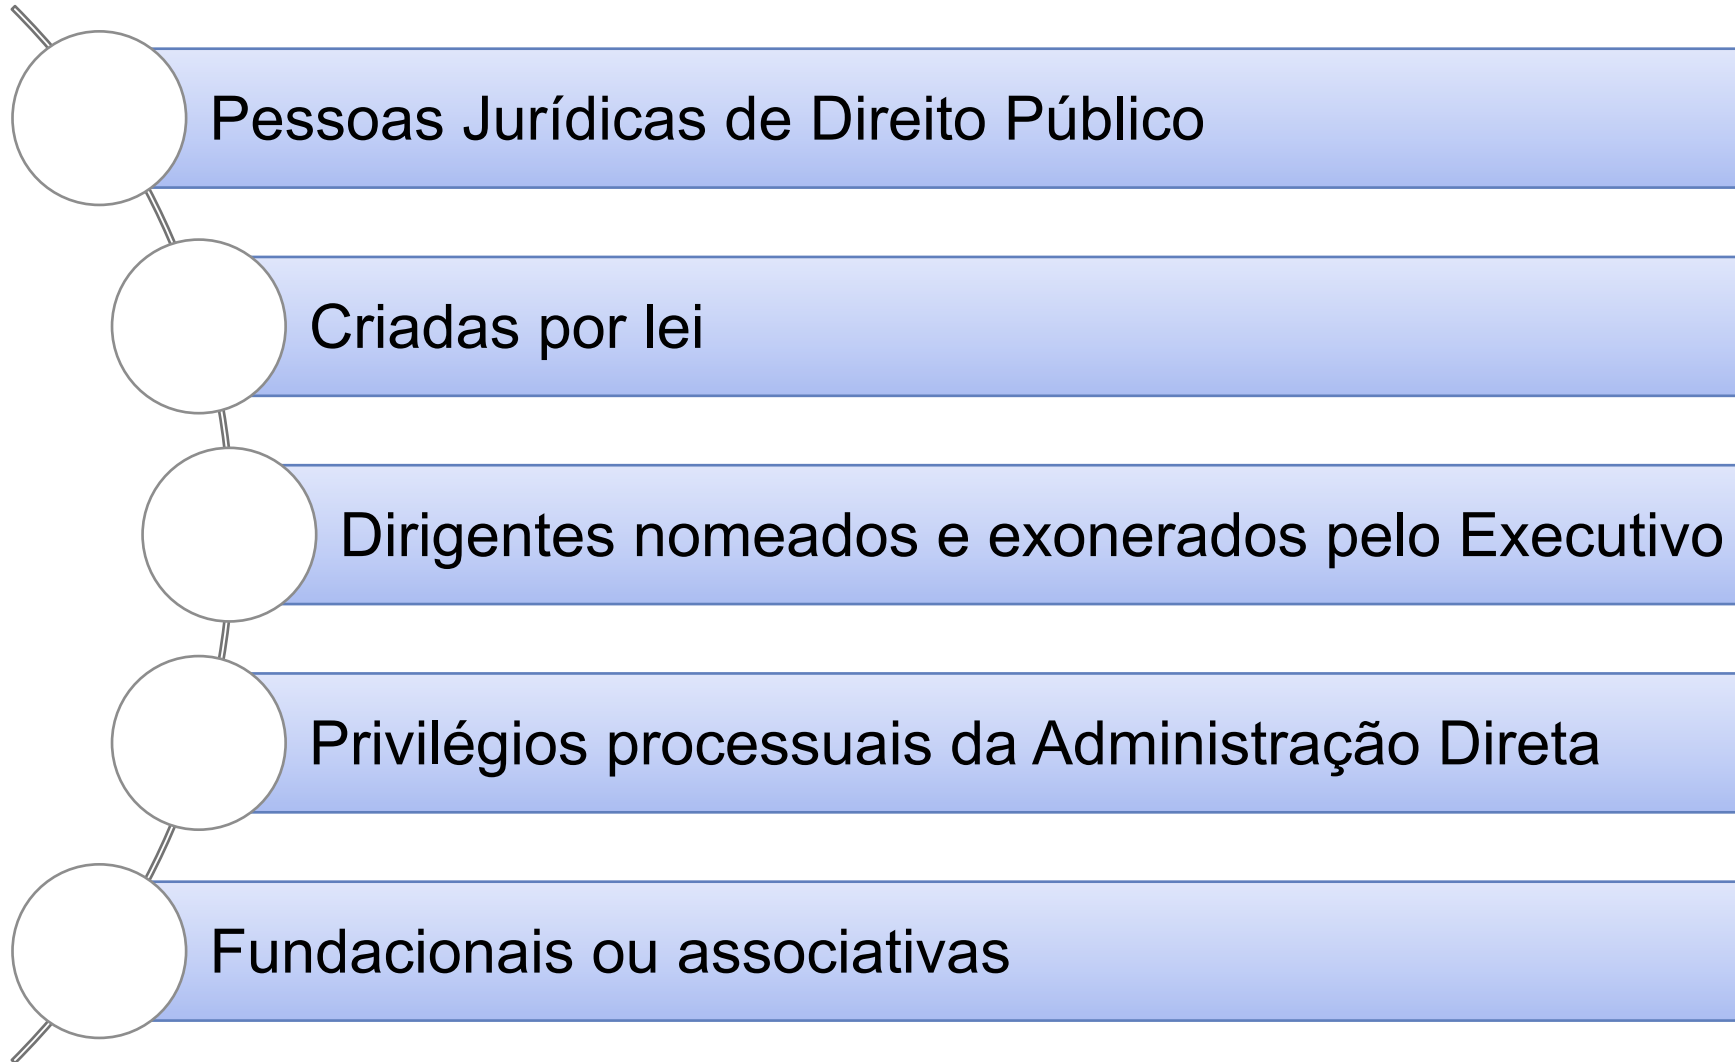 Pessoas Jurídicas de Direito Público
Criadas por lei
Dirigentes nomeados e exonerados pelo Executivo
Privilégios processuais da Administração Direta
Fundacionais ou associativas